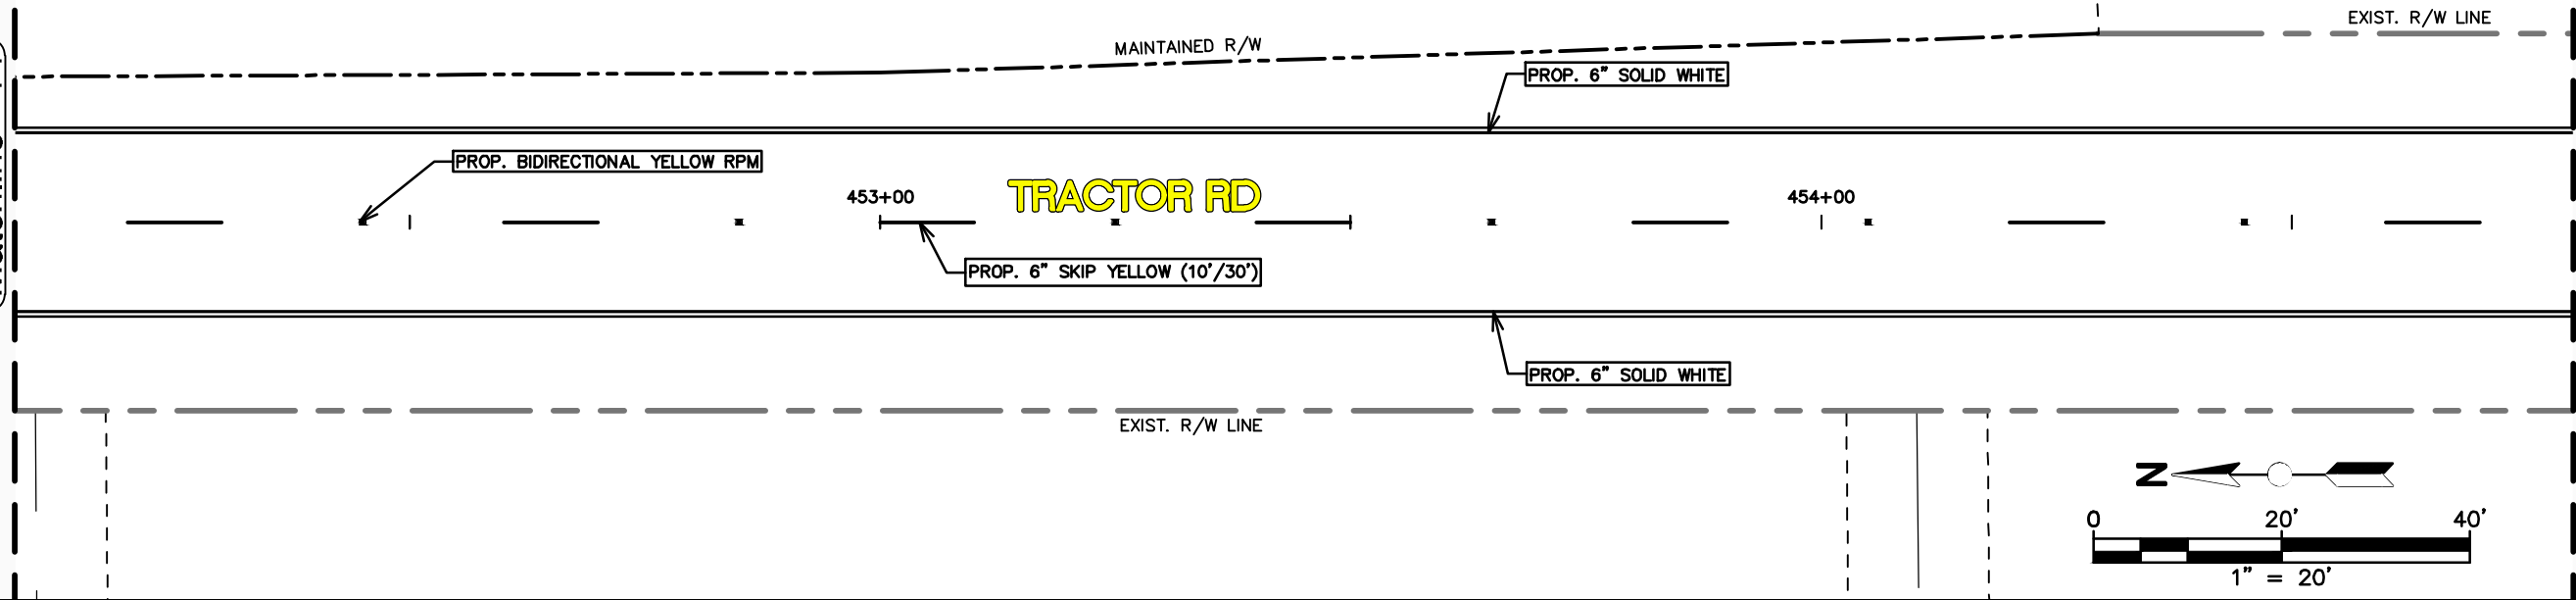 EXIST. R/W LINE
MAINTAINED R/W
PROP. 6" SOLID WHITE
PROP. BIDIRECTIONAL YELLOW RPM
453+00
TRACTOR RD
454+00
PROP. 6" SKIP YELLOW (10'/30')
PROP. 6" SOLID WHITE
EXIST. R/W LINE
N
0 20' 40'
1" = 20'